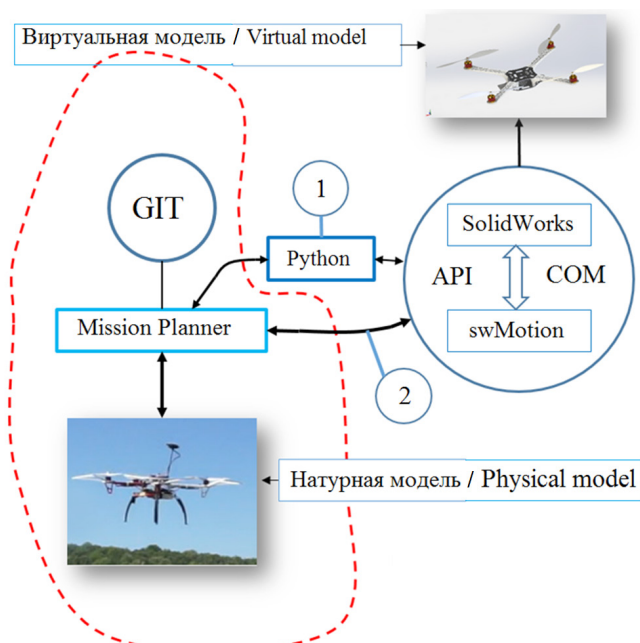 Виртуальная модель / Virtual model
GIT
1
Python
SolidWorks
API
COM
swMotion
Mission Planner
2
Натурная модель / Physical model